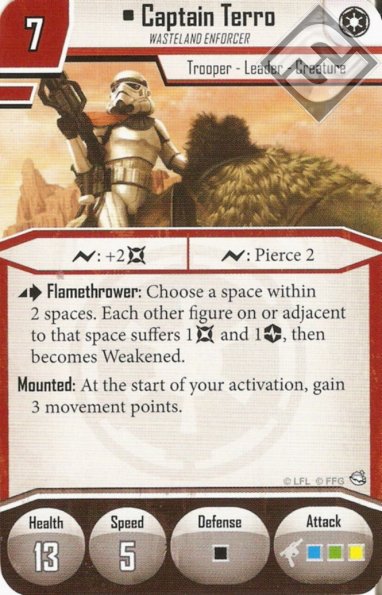 7
Captain Terro
WASTELAND ENFORCER
Trooper - Leader - Creature
: +2
: Pierce 2
Flamethrower: Choose a space within
2 spaces. Each other figure on or adjacent
to that space suffers 1 and 1, then
becomes Weakened.
Mounted: At the start of your activation, gain
3 movement points.
© LFL © FFG
Health
Speed
Defense
Attack
13
5